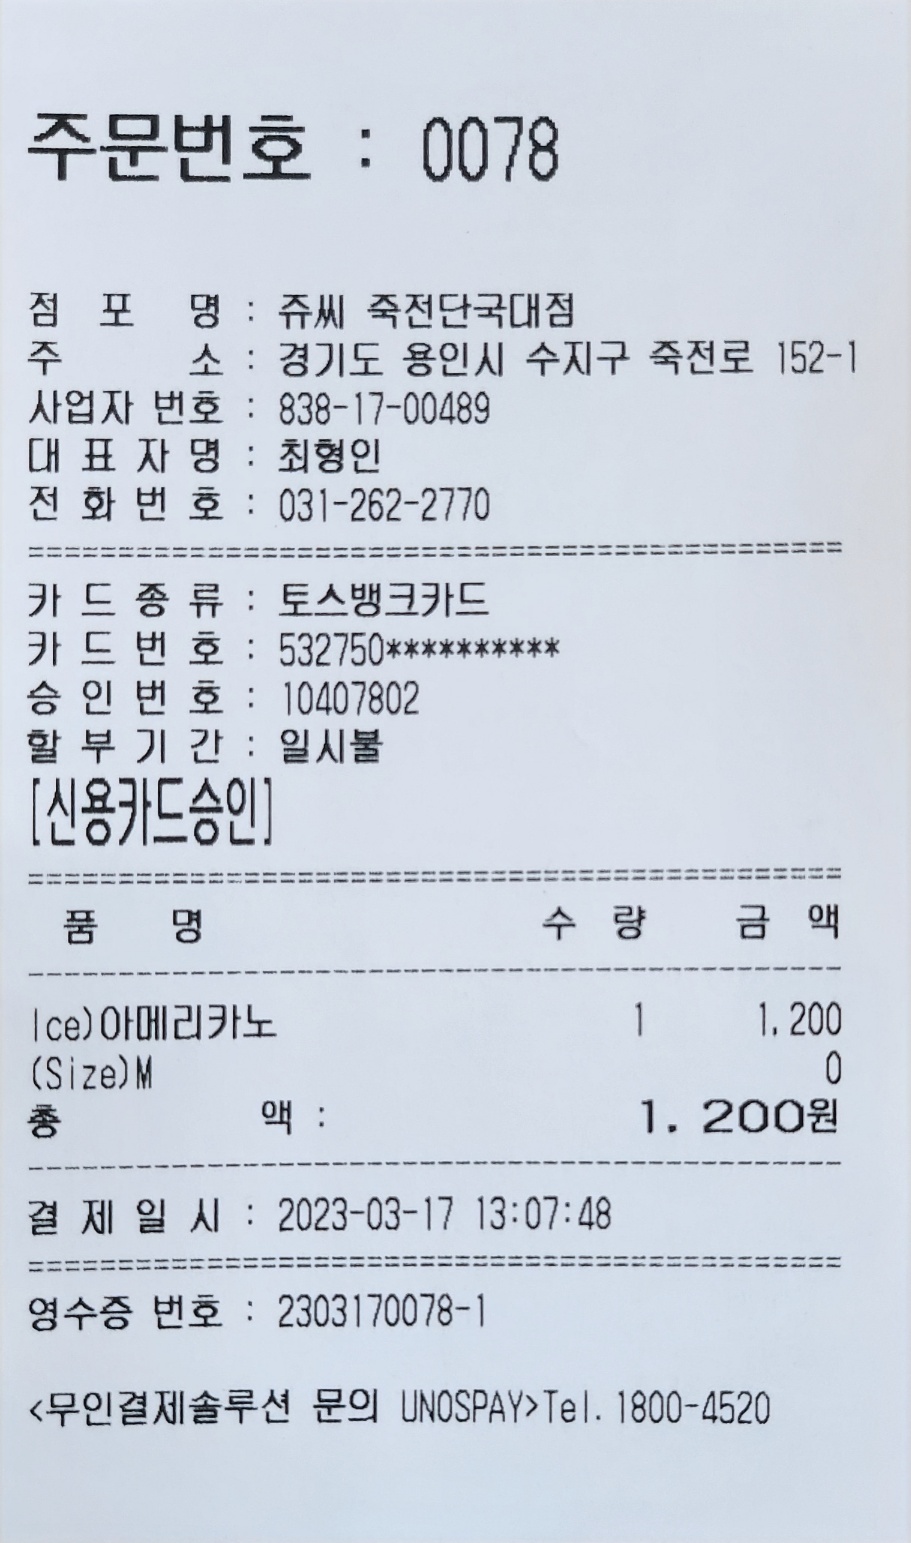 주문번호 : 0078
점 포 명 : 쥬씨 죽전단국대점
주 소 : 경기도 용인시 수지구 죽전로 152-1
사업자 번호 : 838-17-00489
대 표 자 명 : 최형인
전 화 번 호 : 031-262-2770
=============================================
카 드 종 류 : 토스뱅크카드
카 드 번 호 : 532750**********
승 인 번 호 : 10407802
할 부 기 간 : 일시불
[신용카드승인]
=============================================
품 명 수 량 금 액
---------------------------------------------
Ice)아메리카노 1 1,200
(Size)M 0
총 액 : 1,200원
---------------------------------------------
결 제 일 시 : 2023-03-17 13:07:48
=============================================
영수증 번호 : 2303170078-1
<무인결제솔루션 문의 UNOSPAY>Tel.1800-4520